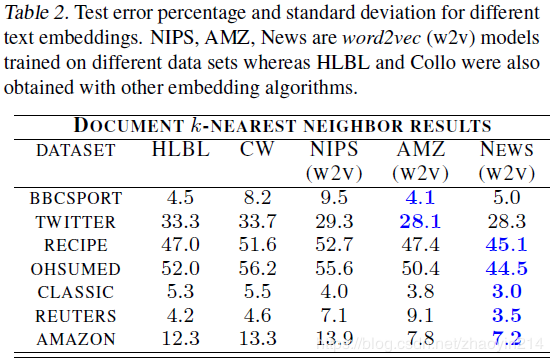 Table 2. Test error percentage and standard deviation for different
text embeddings. NIPS, AMZ, News are word2vec (w2v) models
trained on different data sets whereas HLBL and Collo were also
obtained with other embedding algorithms.
DOCUMENT k-NEAREST NEIGHBOR RESULTS
DATASET HLBL CW NIPS AMZ NEWS
(W2V) (W2V) (W2V)
BBCSPORT 4.5 8.2 9.5 4.1 5.0
TWITTER 33.3 33.7 29.3 28.1 28.3
RECIPE 47.0 51.6 52.7 47.4 45.1
OHSUMED 52.0 56.2 55.6 50.4 44.5
CLASSIC 5.3 5.5 4.0 3.8 3.0
REUTERS 4.2 4.6 7.1 9.1 3.5
AMAZON 12.3 13.3 13.9 7.8 7.2